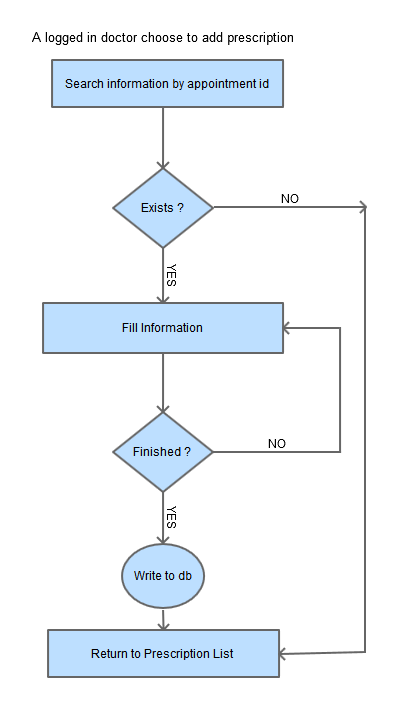 A logged in doctor choose to add prescription
Search information by appointment id
Exists ?
NO
YES
Fill Information
Finished ?
NO
YES
Write to db
Return to Prescription List